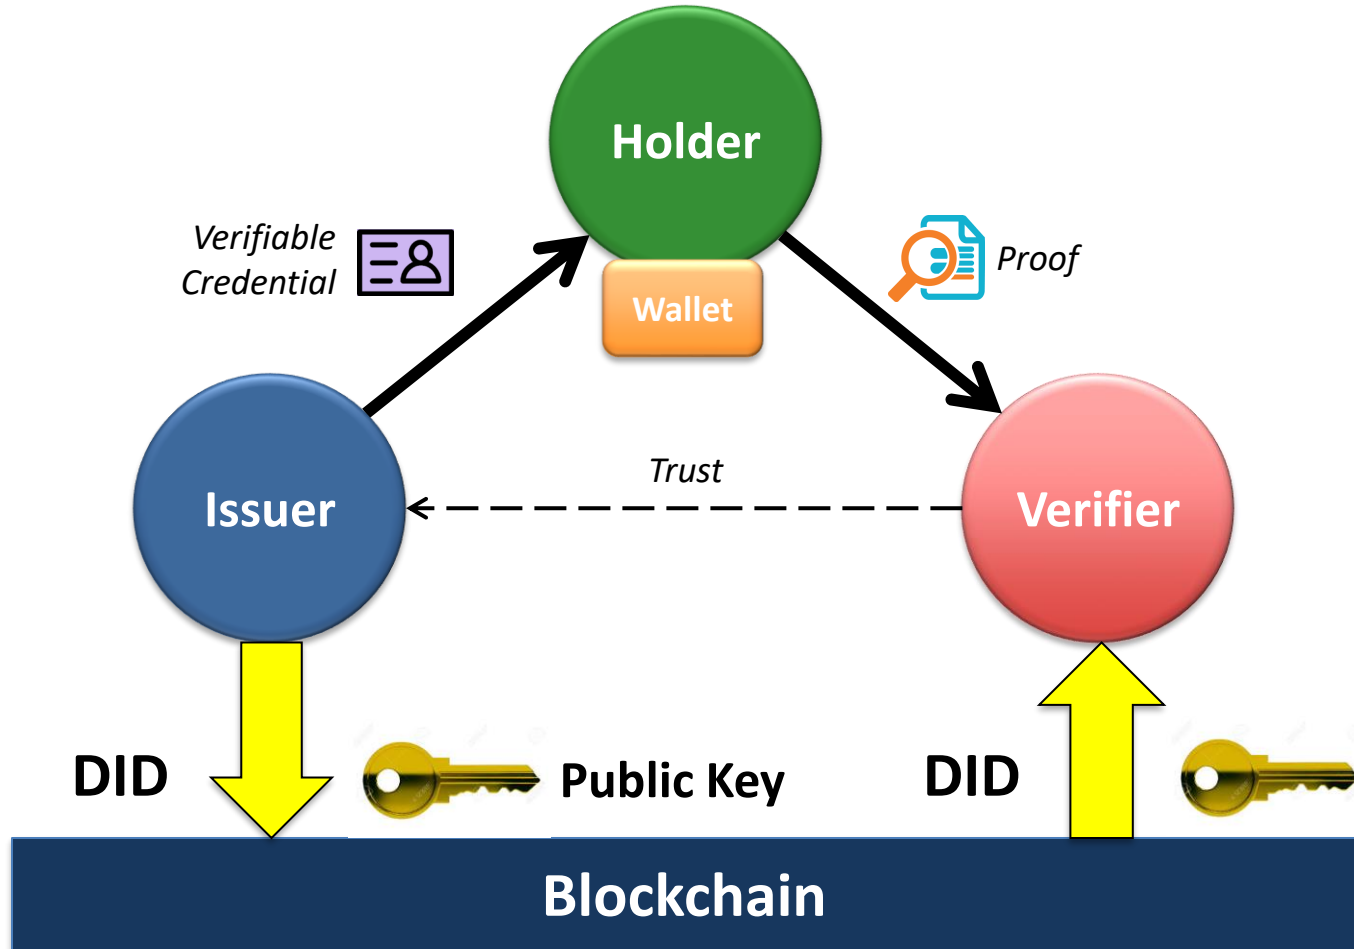 Holder
Verifiable
Credential
Proof
Wallet
Trust
Issuer
Verifier
DID
Public Key
DID
Blockchain